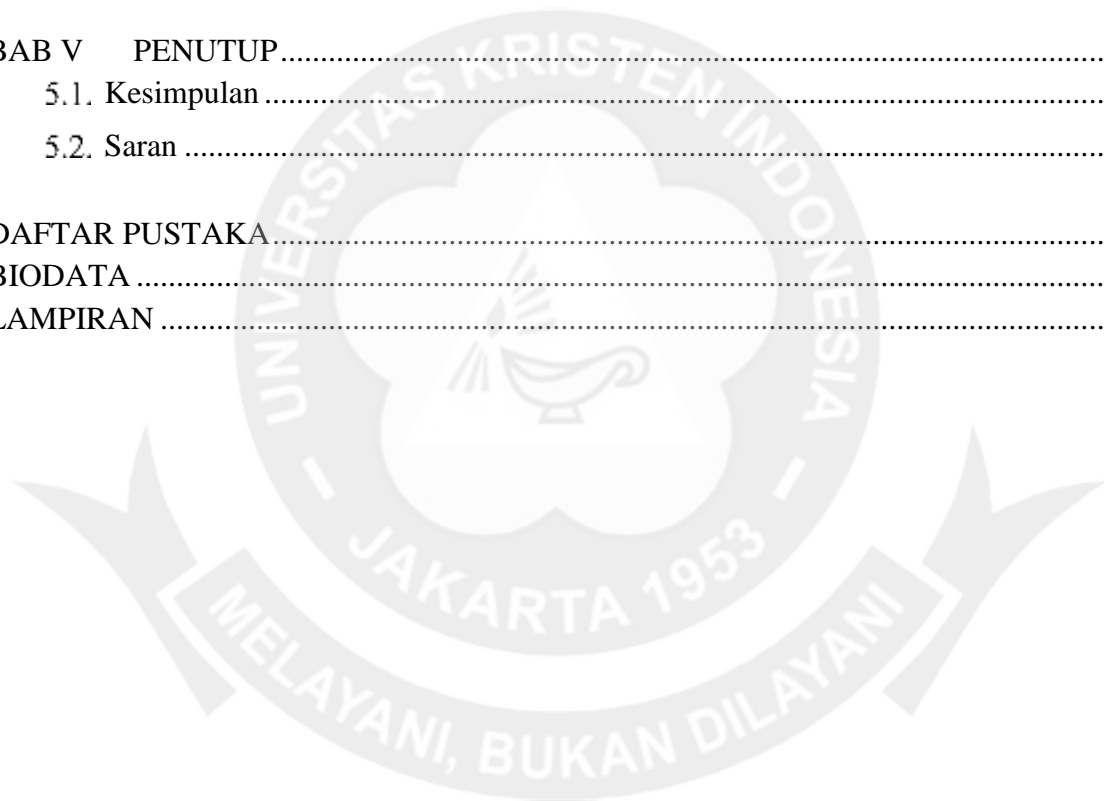 BAB V PENUTUP....................................................................................................
5.1. Kesimpulan....................................................................................................
5.2. Saran....................................................................................................
DAFTAR PUSTAKA....................................................................................................
BIODATA....................................................................................................
LAMPIRAN....................................................................................................
UNIVERSITAS KRISTEN INDONESIA
- JAKARTA 1953 -
MELAYANI, BUKAN DILAYANI